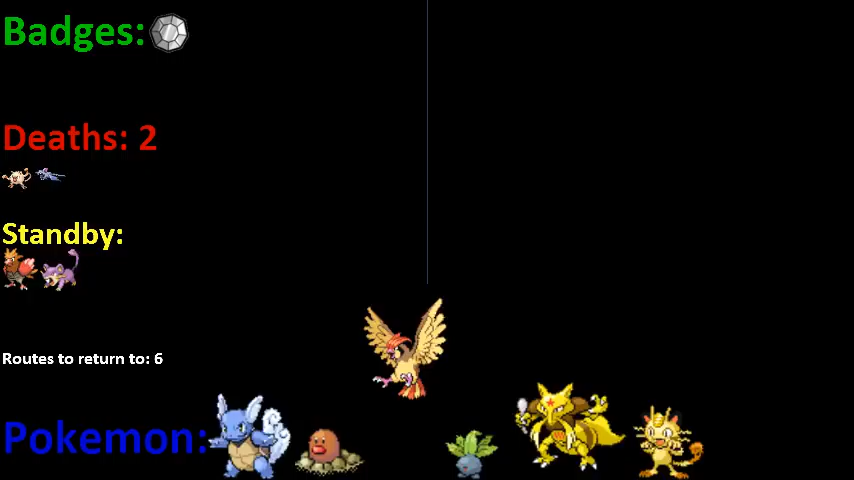 Badges:
Deaths: 2
Standby:
Routes to return to: 6
Pokemon: